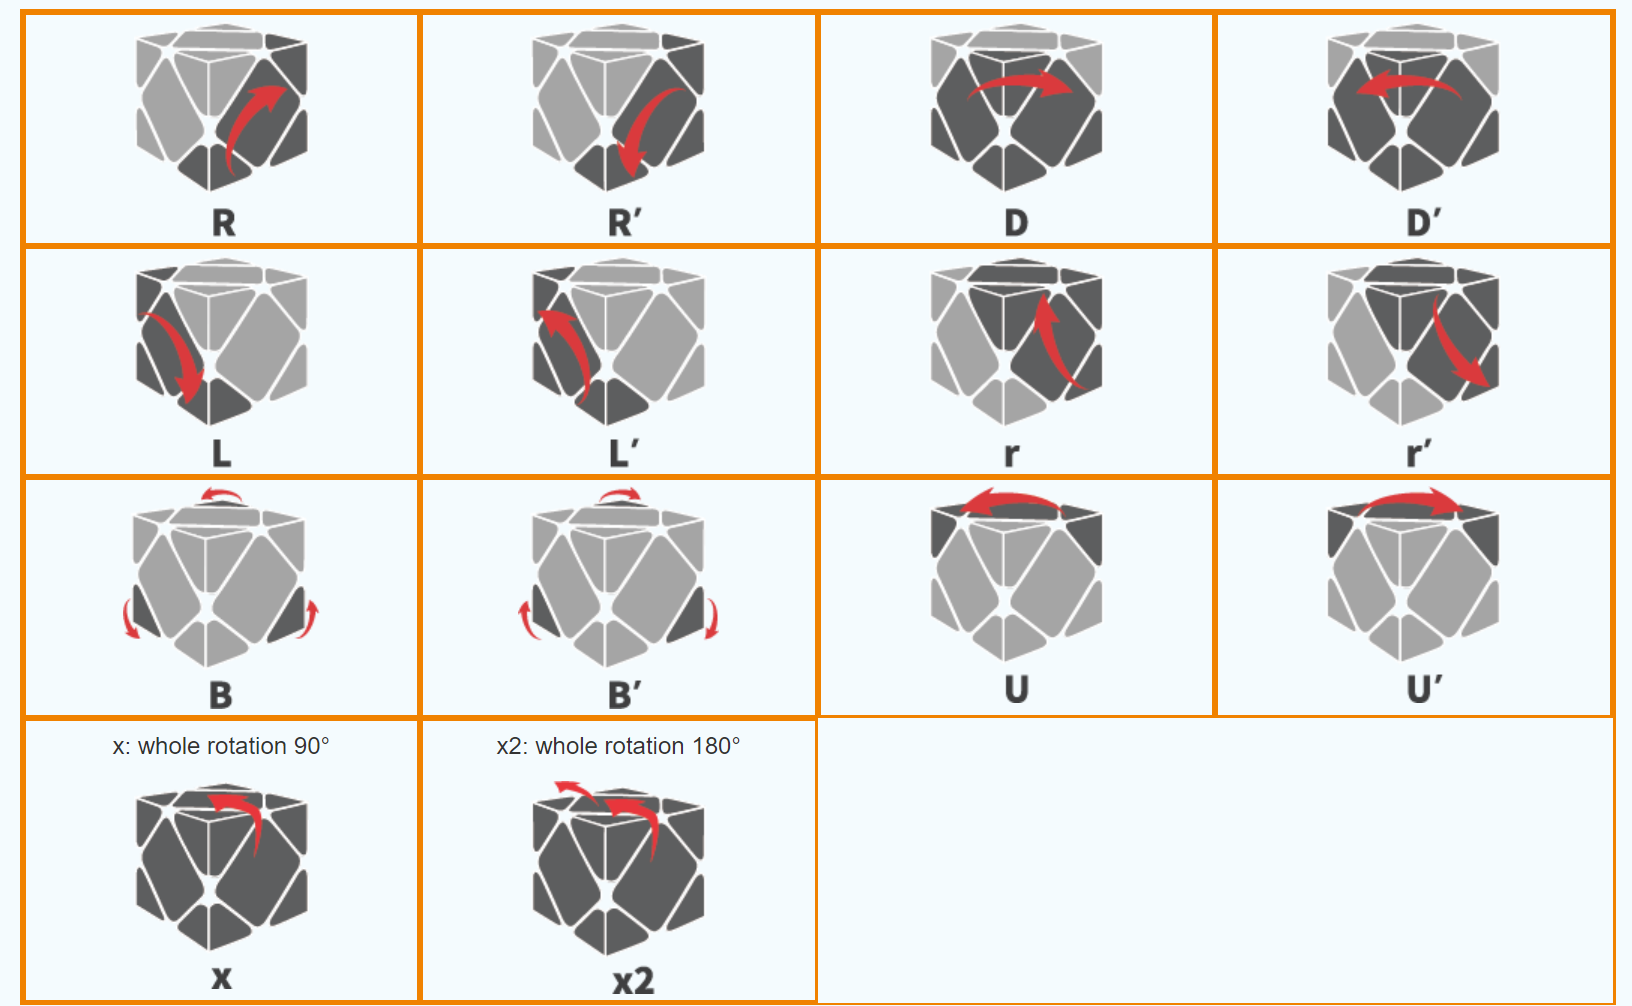 R
R′
D
D′
L
L′
r
r′
B
B′
U
U′
x: whole rotation 90°
x2: whole rotation 180°
x
x2